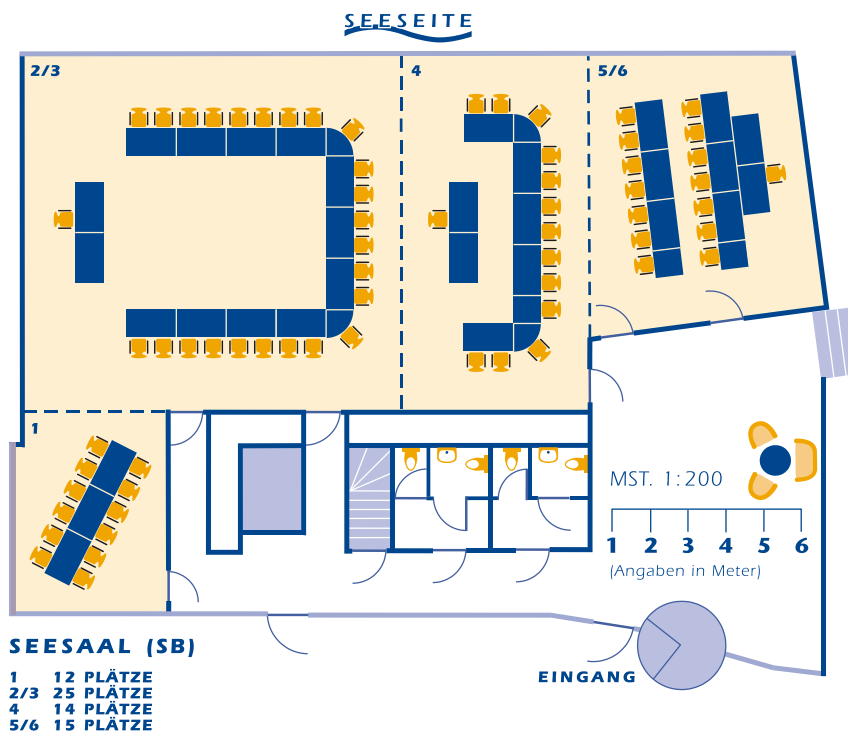 SEESEITE
2/3
4
5/6
1
MST. 1:200
1 2 3 4 5 6
(Angaben in Meter)
SEESAAL (SB)
EINGANG
1 12 PLÄTZE
2/3 25 PLÄTZE
4 14 PLÄTZE
5/6 15 PLÄTZE